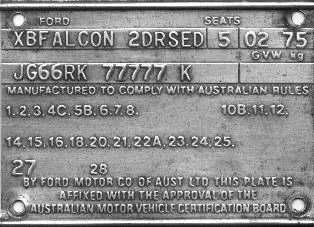 FORD SEATS
XBFALCON 2DRSED 5 02 75
GVW kg
JG66RK 77777 K
MANUFACTURED TO COMPLY WITH AUSTRALIAN RULES
1.2.3.4C.5B.6.7.8. 10B.11.12.
14.15.16.18.20.21.22A.23.24.25.
27 28
BY FORD MOTOR CO OF AUST LTD THIS PLATE IS
AFFIXED WITH THE APPROVAL OF THE
AUSTRALIAN MOTOR VEHICLE CERTIFICATION BOARD